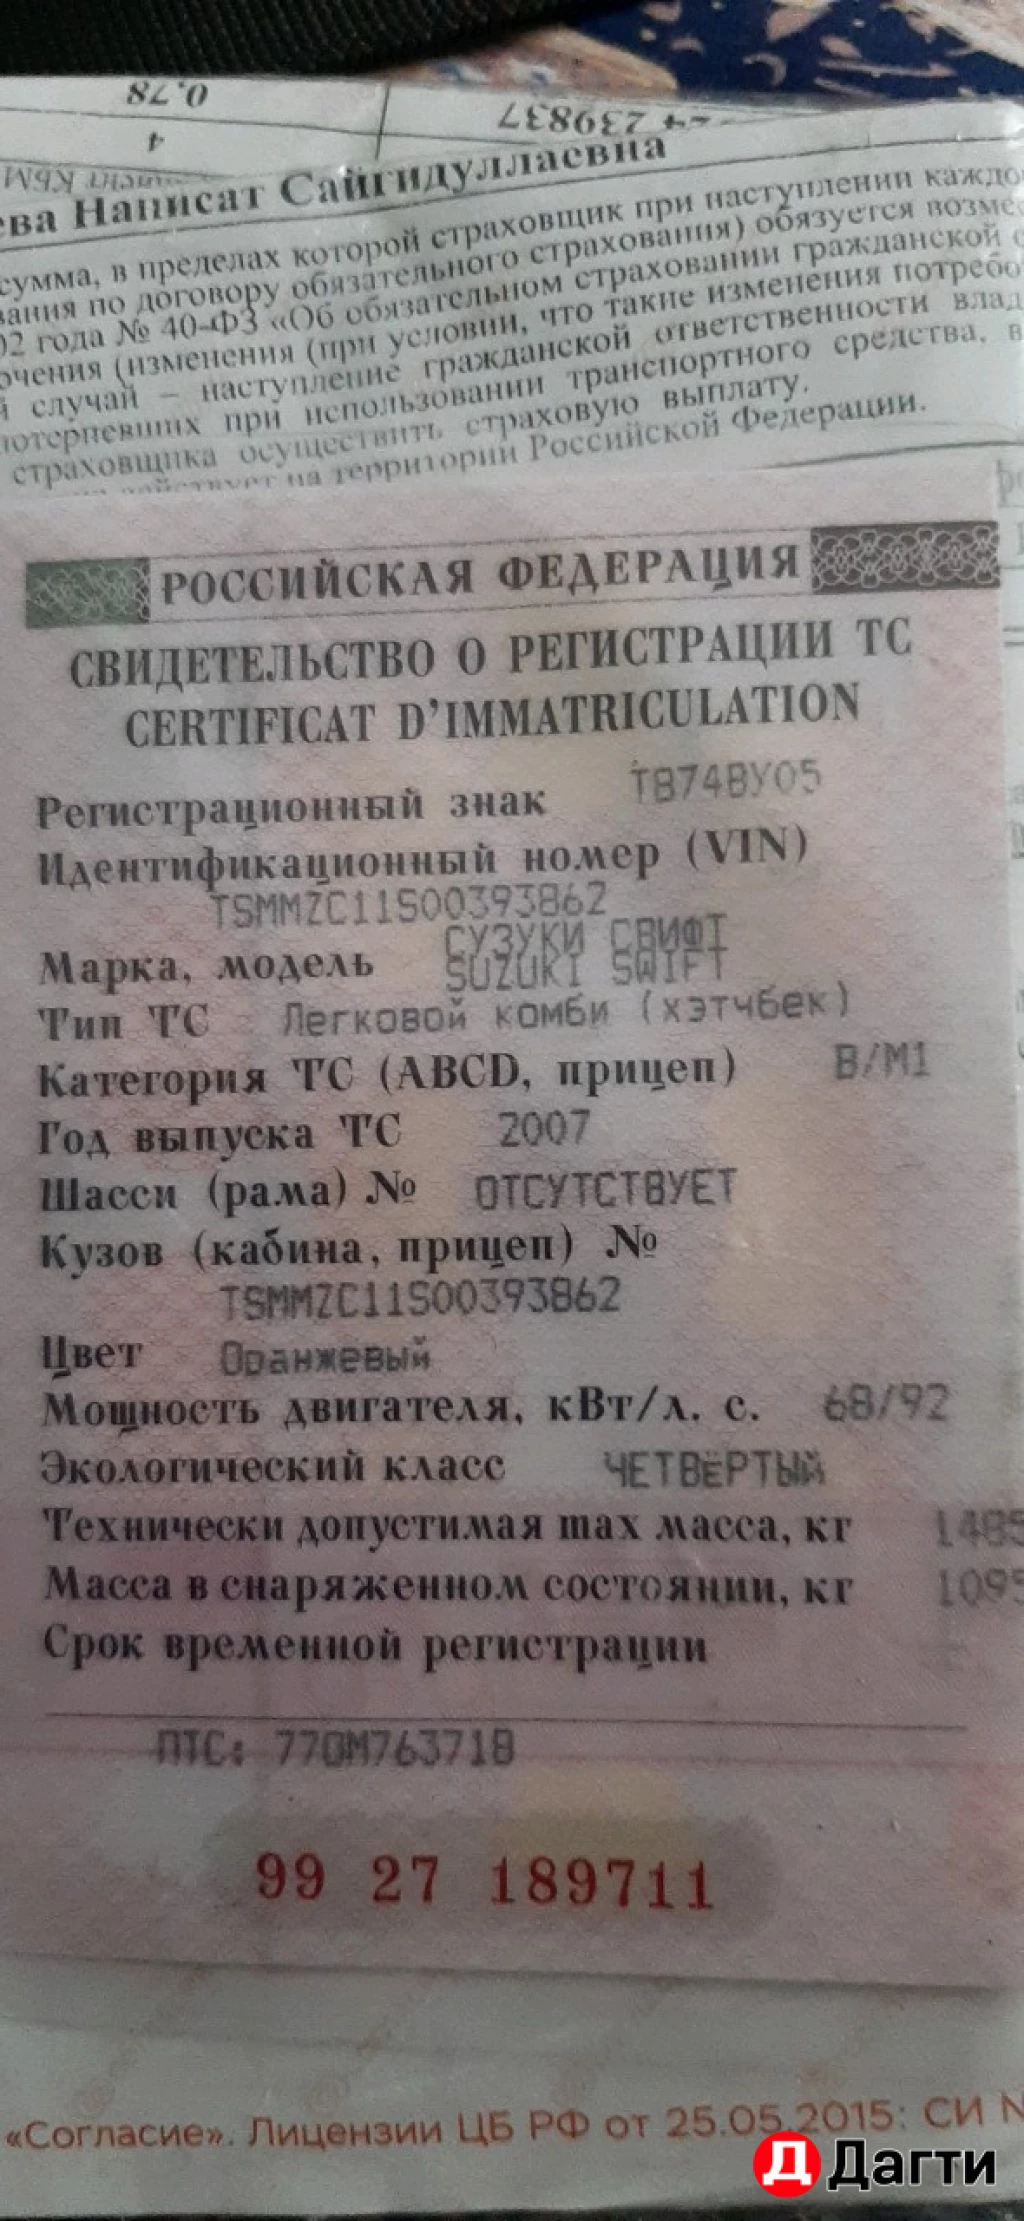 0.78
4
239837
ева Написат Сайгидуллаевна
сумма, в пределах которой страховщик при наступлении каждо
вания по договору обязательного страхования) обязуется возме
02 года № 40-ФЗ «Об обязательном страховании гражданской о
очения (изменения (при условии, что такие изменения потребо
й случай – наступление гражданской ответственности влад
потерпевших при использовании транспортного средства, в
страховщика осуществить страховую выплату.
действует на территории Российской Федерации.
РОССИЙСКАЯ ФЕДЕРАЦИЯ
СВИДЕТЕЛЬСТВО О РЕГИСТРАЦИИ ТС
CERTIFICAT D'IMMATRICULATION
Регистрационный знак Т874ВУ05
Идентификационный номер (VIN)
TSMMZC11S00393862
Марка, модель СУЗУКИ СВИФТ
SUZUKI SWIFT
Тип ТС Легковой комби (хэтчбек)
Категория ТС (ABCD, прицеп) B/M1
Год выпуска ТС 2007
Шасси (рама) № ОТСУТСТВУЕТ
Кузов (кабина, прицеп) №
TSMMZC11S00393862
Цвет Оранжевый
Мощность двигателя, кВт/л. с. 68/92
Экологический класс ЧЕТВЁРТЫЙ
Технически допустимая max масса, кг 1485
Масса в снаряженном состоянии, кг 1095
Срок временной регистрации
ПТС: 770М763718
99 27 189711
«Согласие». Лицензии ЦБ РФ от 25.05.2015: СИ N
Д Дагти